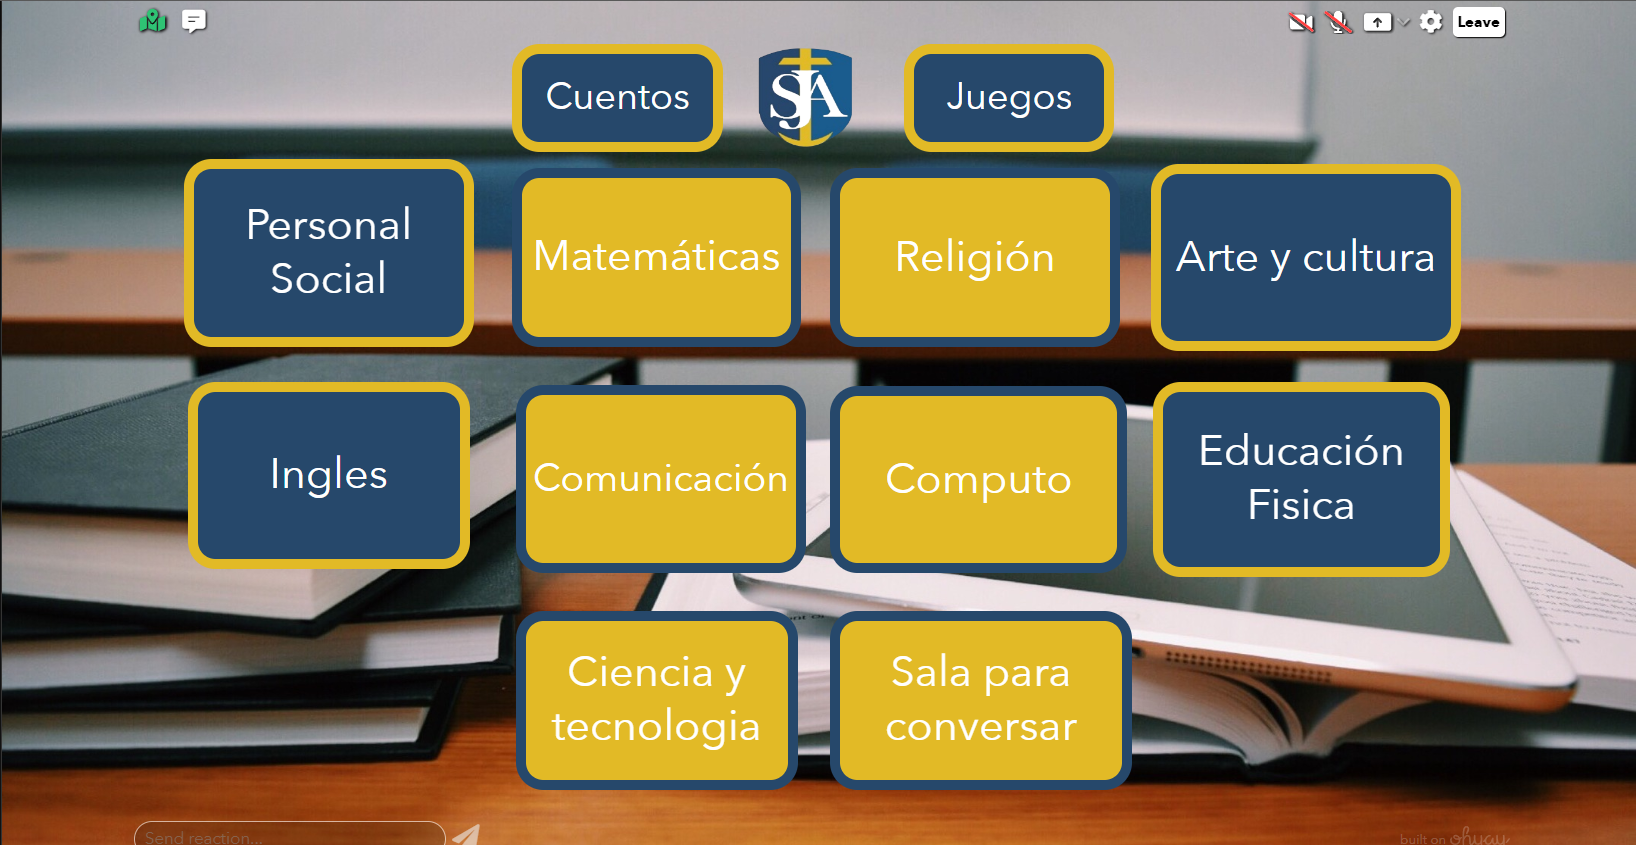 Leave
Cuentos
SJA
Juegos
Personal
Social
Matemáticas
Religión
Arte y cultura
Ingles
Comunicación
Computo
Educación
Fisica
Ciencia y
tecnologia
Sala para
conversar
Send reaction...
built on ohyay